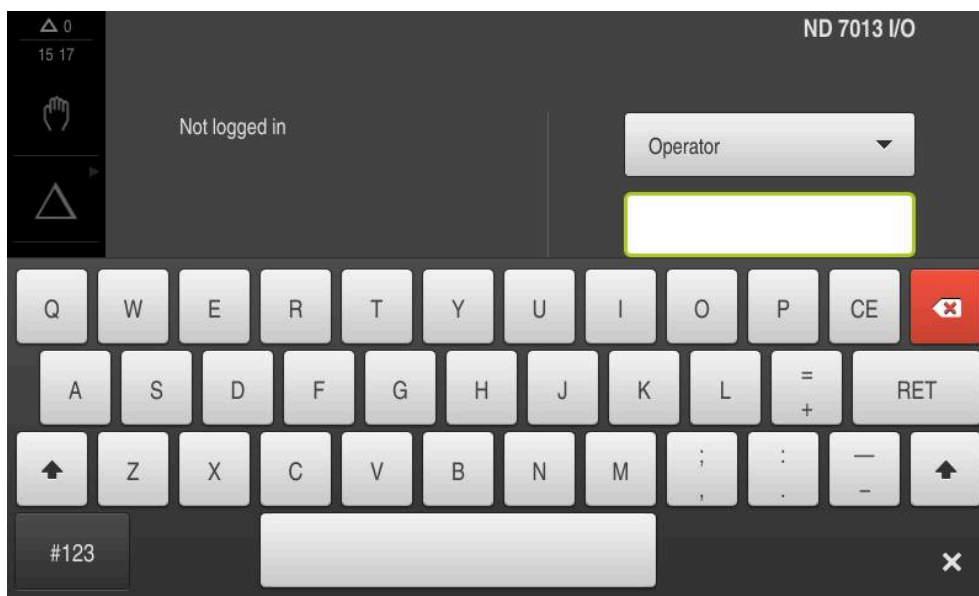 0
ND 7013 I/O
15 17
Not logged in
Operator
Q W E R T Y U I O P CE
A S D F G H J K L = + RET
Z X C V B N M ; , : . — –
#123